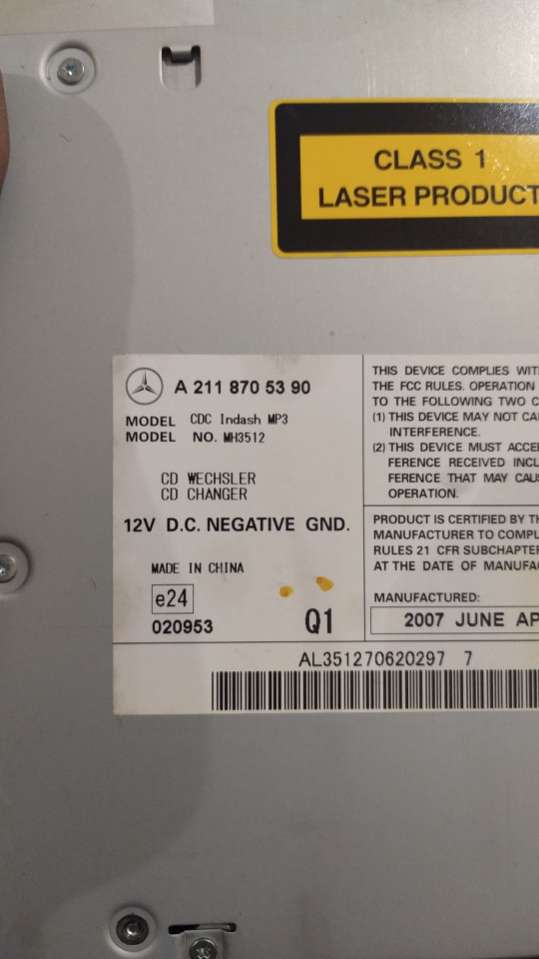 CLASS 1
LASER PRODUCT
A 211 870 53 90
MODEL CDC Indash MP3
MODEL NO. MH3512
CD WECHSLER
CD CHANGER
12V D.C. NEGATIVE GND.
MADE IN CHINA
e24
020953
Q1
THIS DEVICE COMPLIES WIT
THE FCC RULES. OPERATION
TO THE FOLLOWING TWO C
(1) THIS DEVICE MAY NOT CA
INTERFERENCE.
(2) THIS DEVICE MUST ACCE
FERENCE RECEIVED INCL
FERENCE THAT MAY CAU
OPERATION.
PRODUCT IS CERTIFIED BY T
MANUFACTURER TO COMPL
RULES 21 CFR SUBCHAPTER
AT THE DATE OF MANUFA
MANUFACTURED:
2007 JUNE AP
AL351270620297 7